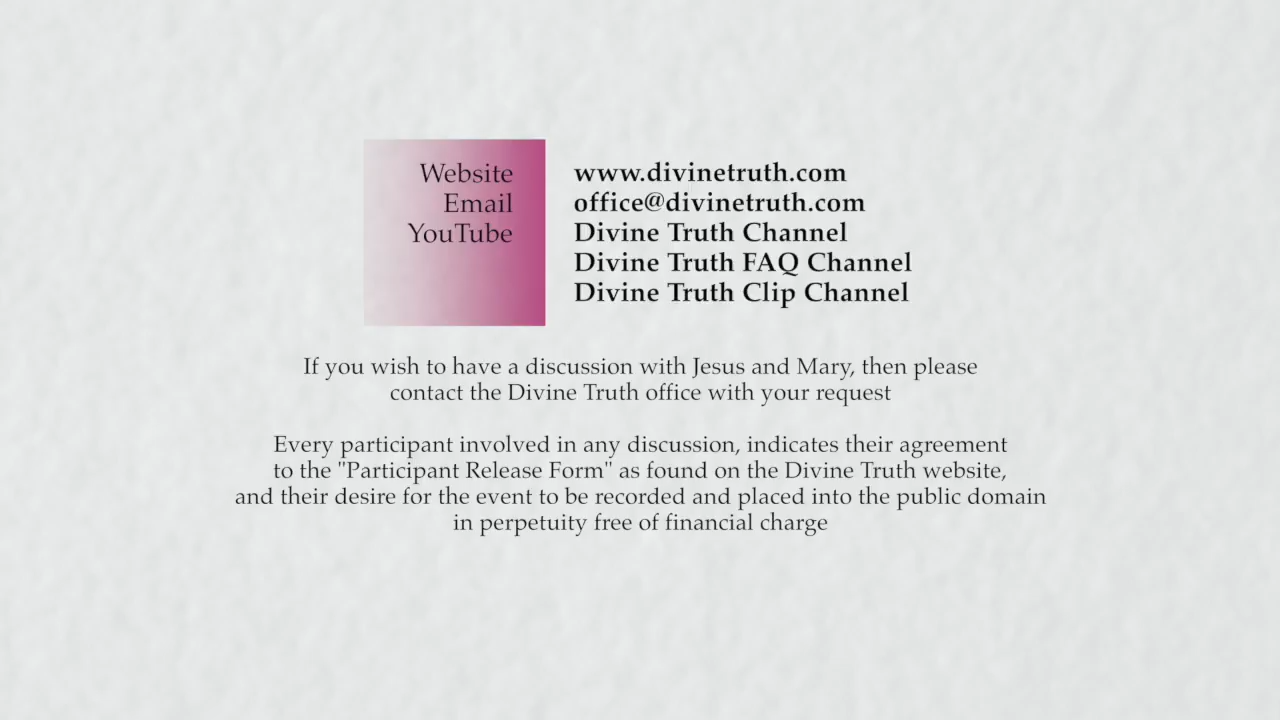 Website www.divinetruth.com
Email office@divinetruth.com
YouTube Divine Truth Channel
Divine Truth FAQ Channel
Divine Truth Clip Channel
If you wish to have a discussion with Jesus and Mary, then please
contact the Divine Truth office with your request
Every participant involved in any discussion, indicates their agreement
to the "Participant Release Form" as found on the Divine Truth website,
and their desire for the event to be recorded and placed into the public domain
in perpetuity free of financial charge